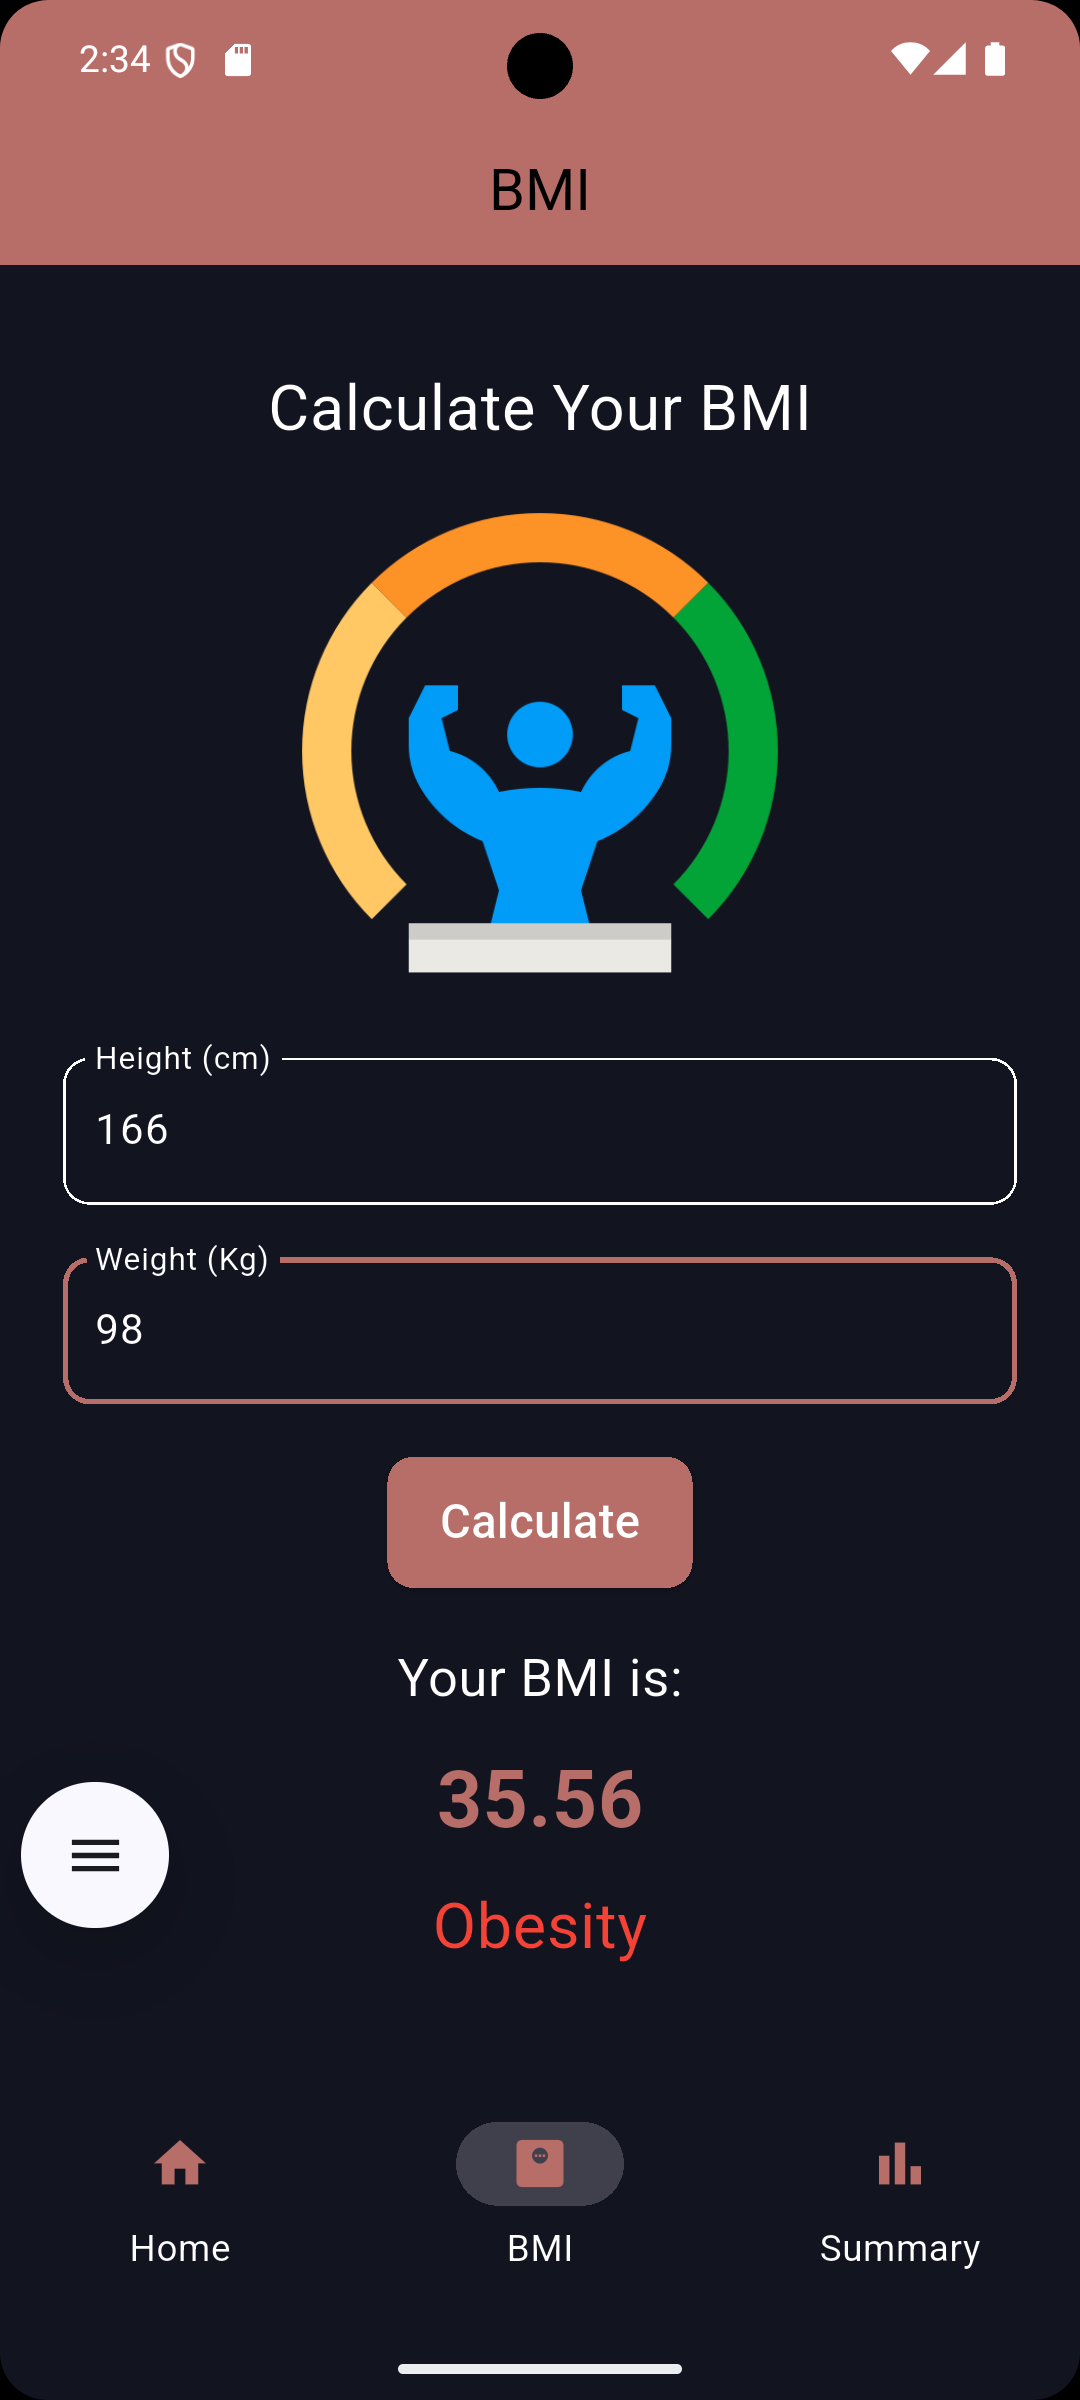 2:34
BMI
Calculate Your BMI
Height (cm)
166
Weight (Kg)
98
Calculate
Your BMI is:
35.56
Obesity
Home
BMI
Summary